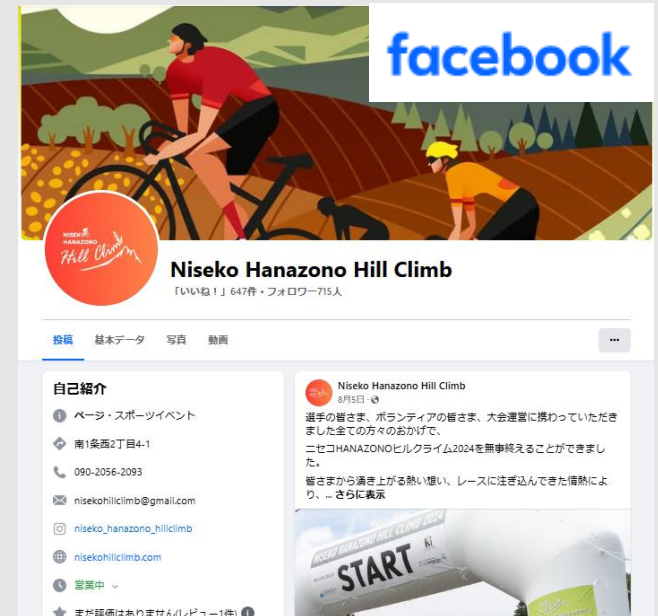 facebook
NISEKO
HANAZONO
Hill Climb
Niseko Hanazono Hill Climb
「いいね！」647件・フォロワー715人
投稿 基本データ 写真 動画
自己紹介
ページ・スポーツイベント
南1条西2丁目4-1
090-2056-2093
nisekohillclimb@gmail.com
niseko_hanazono_hillclimb
nisekohillclimb.com
営業中
まだ評価はありません(レビュー1件)
Niseko Hanazono Hill Climb
8月5日
選手の皆さま、ボランティアの皆さま、大会運営に携わっていただき
ました全ての方々のおかげで、
ニセコHANAZONOヒルクライム2024を無事終えることができまし
た。
皆さまから湧き上がる熱い想い、レースに注ぎ込んできた情熱によ
り、... さらに表示
NISEKO HANAZONO HILL CLIMB 2024
START